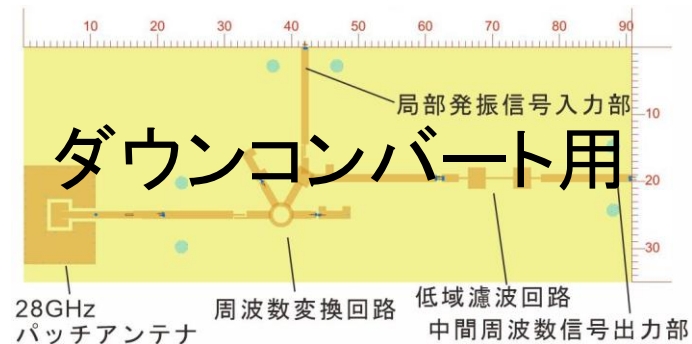 10 20 30 40 50 60 70 80 90
局部発振信号入力部
10
ダウンコンバート用
20
30
28GHz
パッチアンテナ
周波数変換回路
低域濾波回路
中間周波数信号出力部